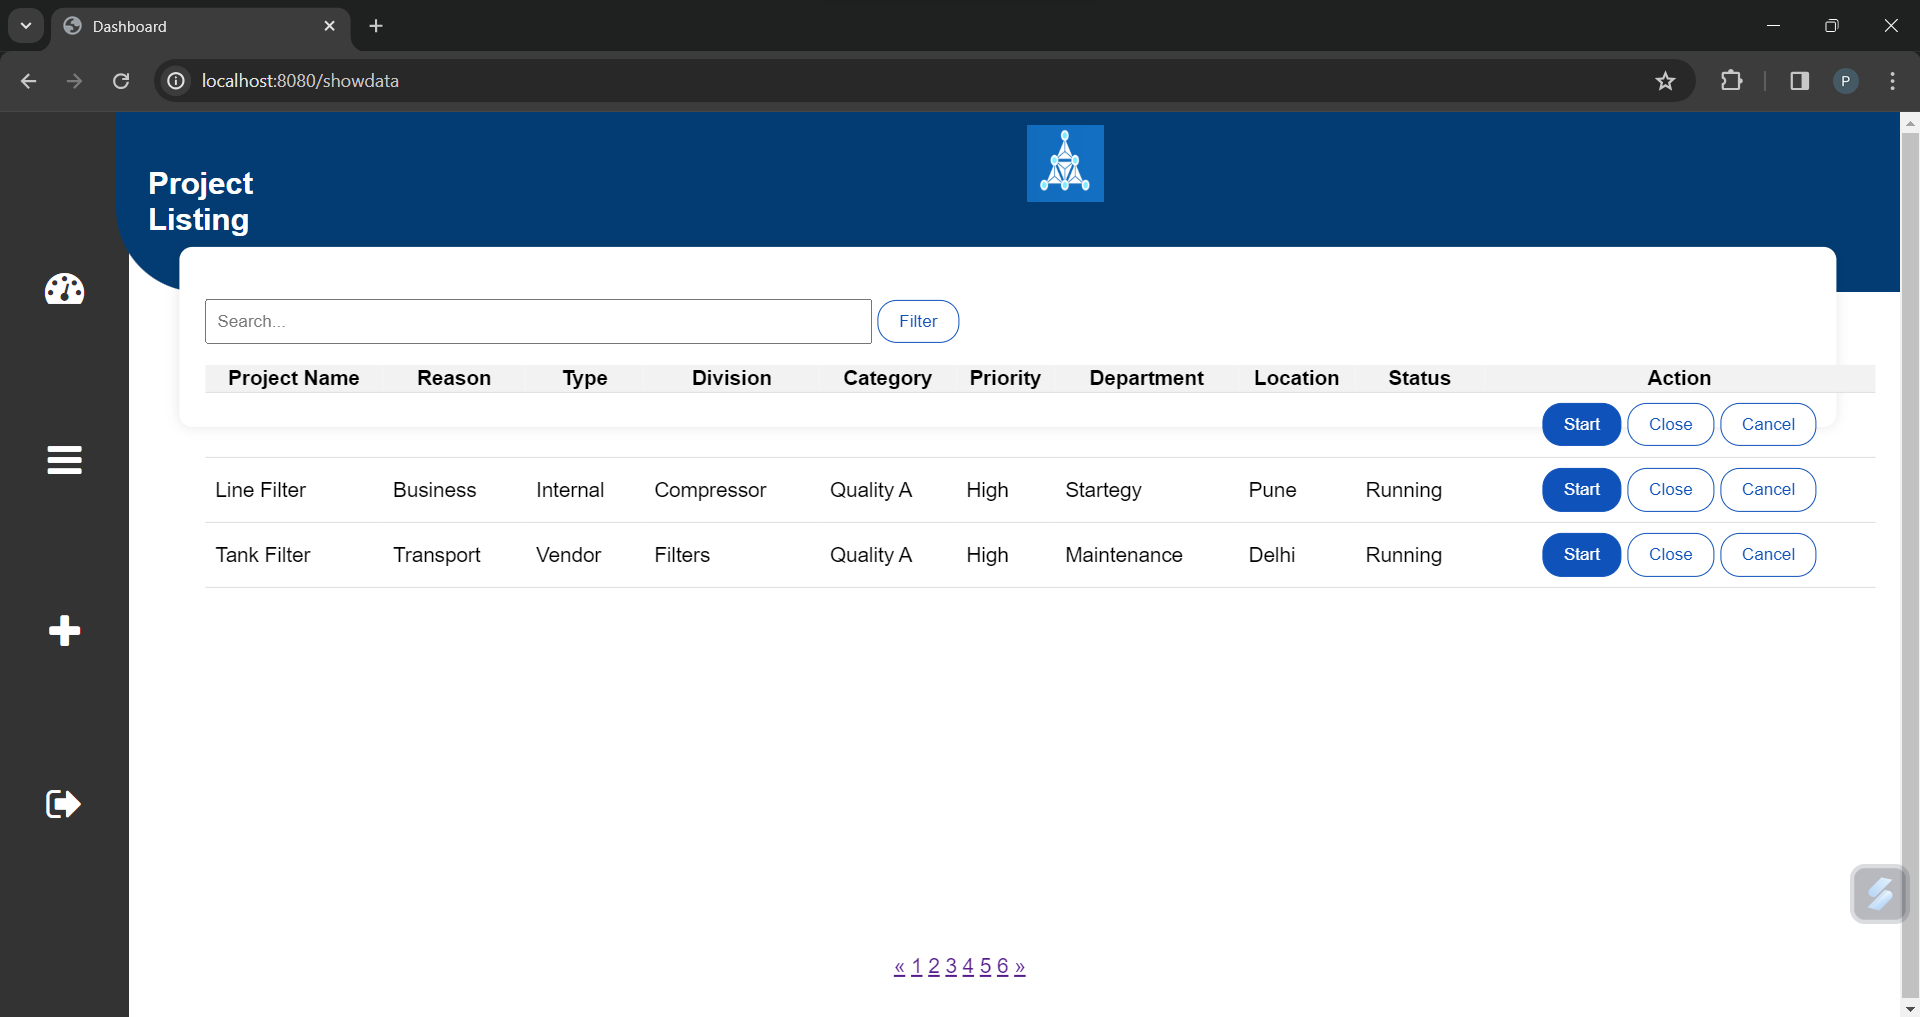 Dashboard
localhost:8080/showdata
P
Project
Listing
Search...
Filter
Project Name Reason Type Division Category Priority Department Location Status Action
Start Close Cancel
Line Filter Business Internal Compressor Quality A High Startegy Pune Running Start Close Cancel
Tank Filter Transport Vendor Filters Quality A High Maintenance Delhi Running Start Close Cancel
« 1 2 3 4 5 6 »